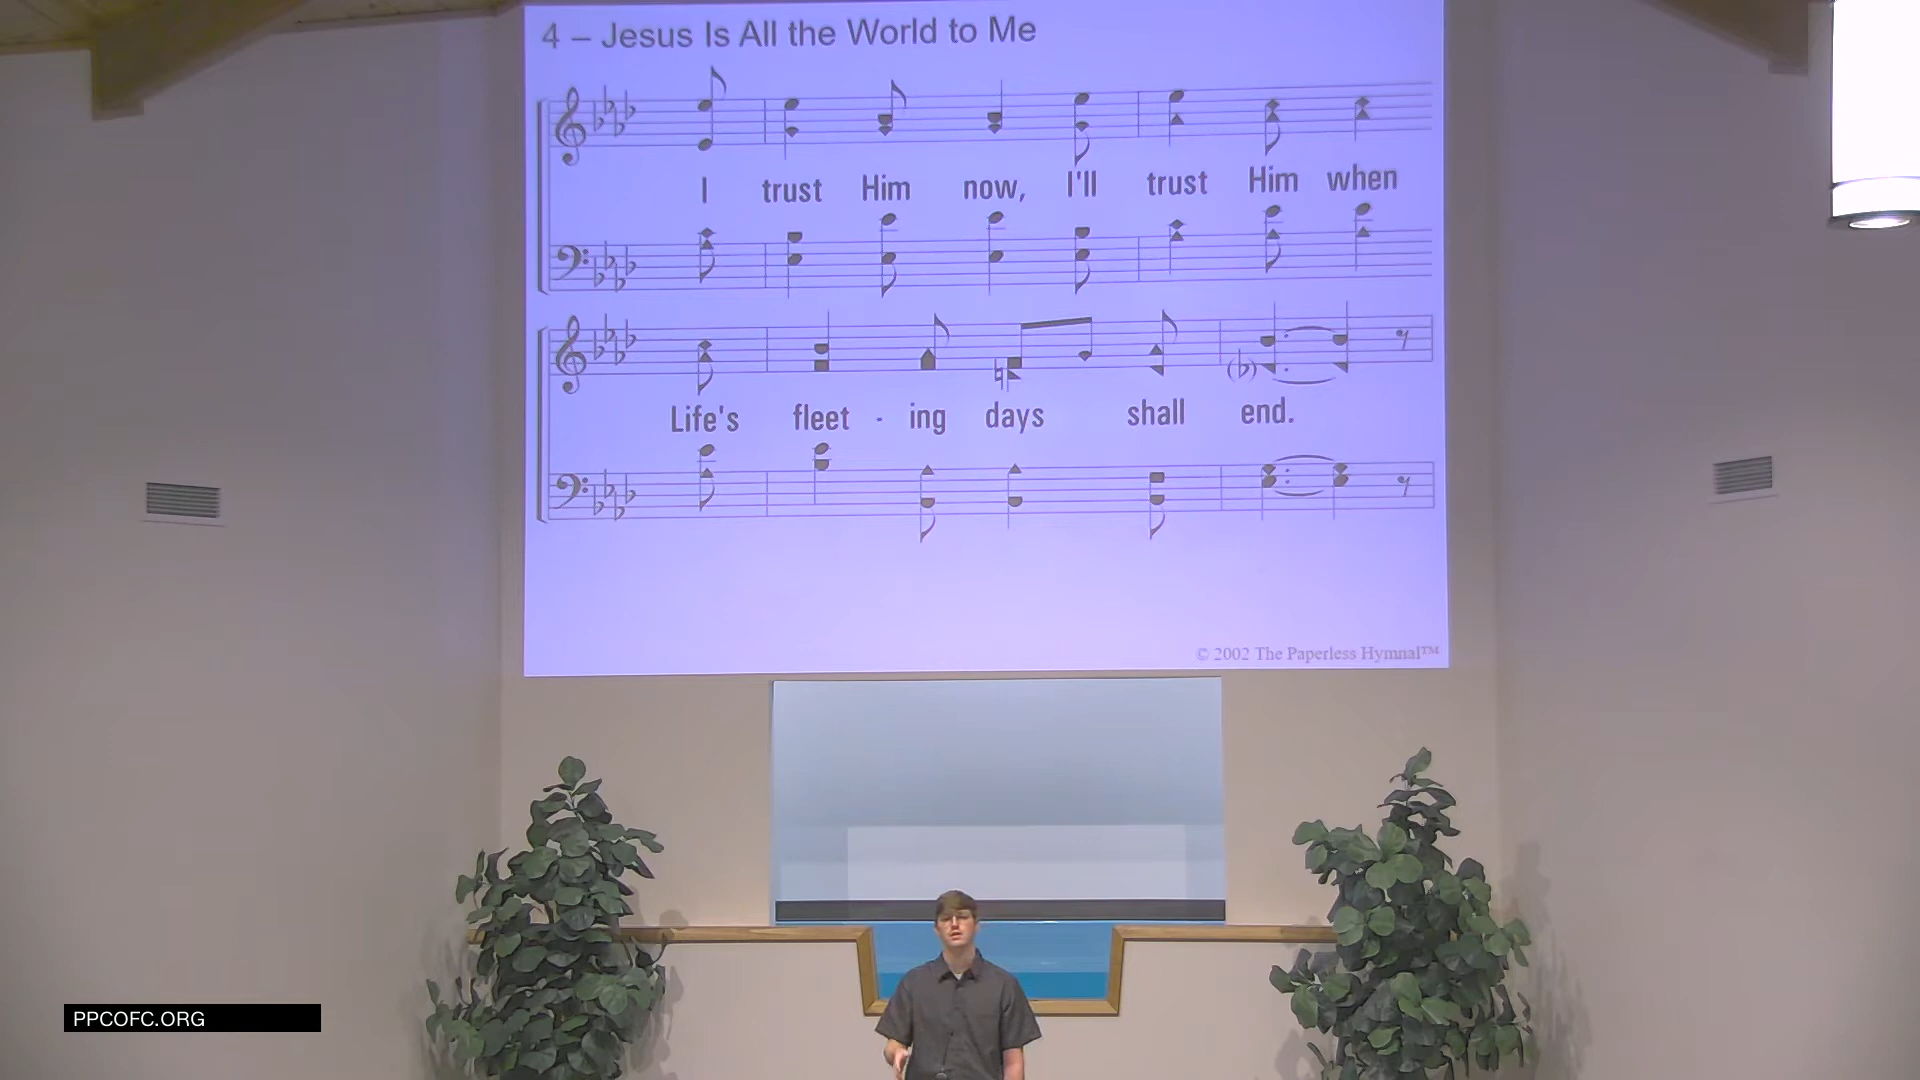 4 – Jesus Is All the World to Me
I trust Him now, I'll trust Him when
Life's fleet - ing days shall end.
© 2002 The Paperless Hymnal™
PPCOFC.ORG